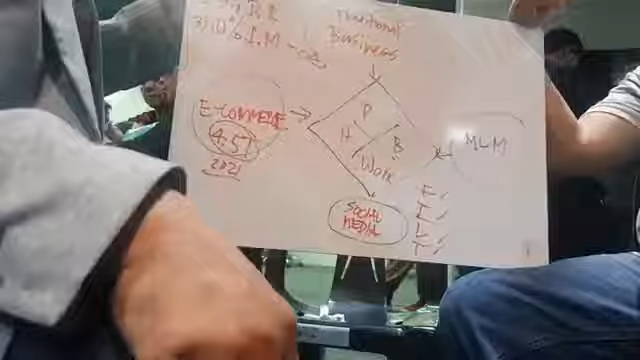 Traditional
Business
E-COMMERCE
4.5T
2021
P
H
B
Work
MLM
SOCIAL
MEDIA
F ✓
I ✓
L ✓
T ✓